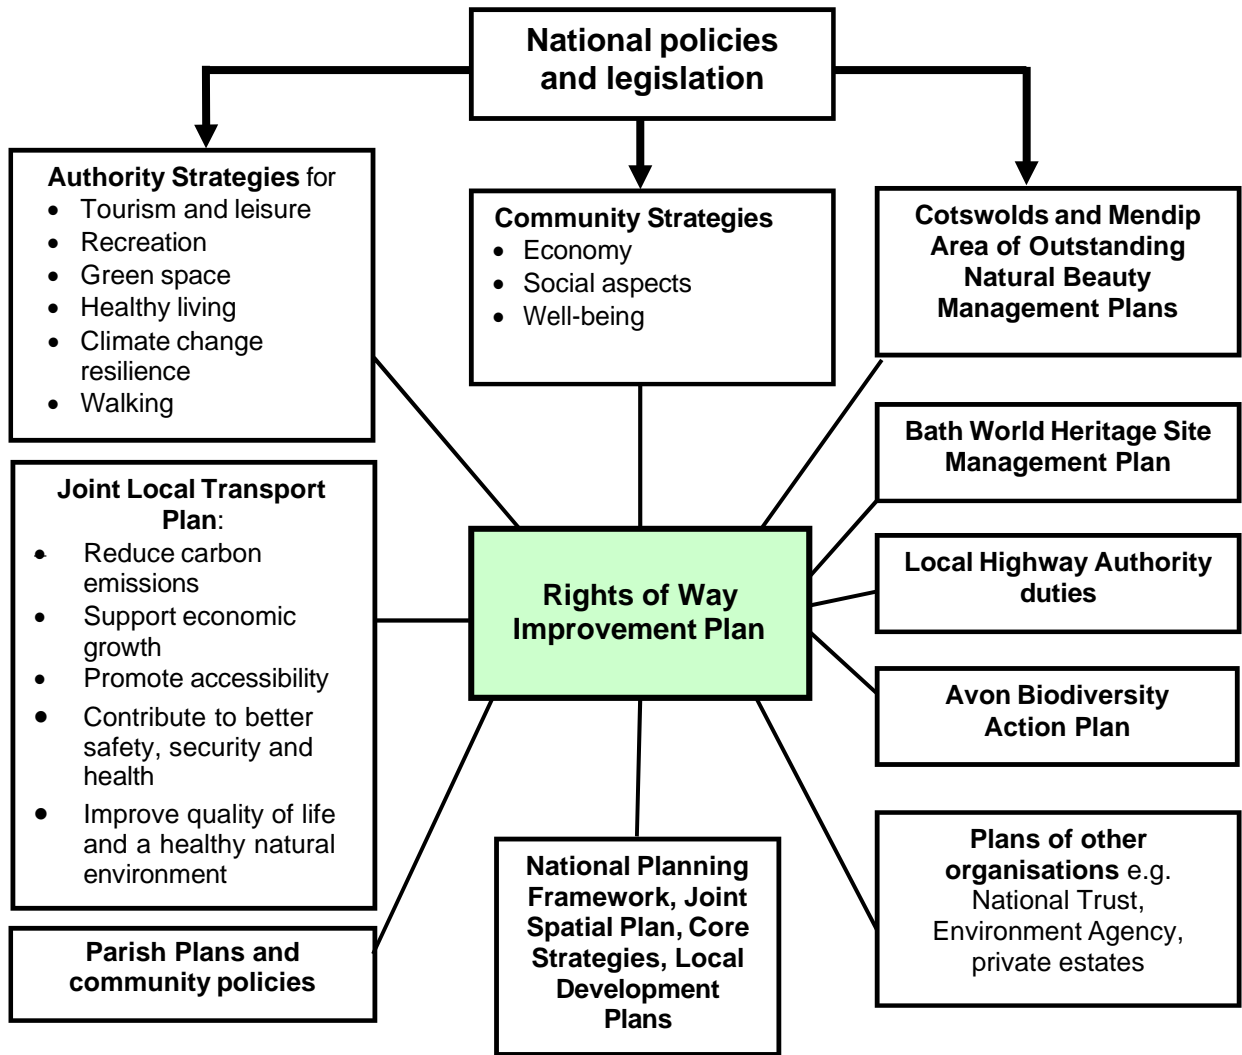 National policies
and legislation
Authority Strategies for
• Tourism and leisure
• Recreation
• Green space
• Healthy living
• Climate change
resilience
• Walking
Community Strategies
• Economy
• Social aspects
• Well-being
Cotswolds and Mendip
Area of Outstanding
Natural Beauty
Management Plans
Bath World Heritage Site
Management Plan
Joint Local Transport
Plan:
• Reduce carbon
emissions
• Support economic
growth
• Promote accessibility
• Contribute to better
safety, security and
health
• Improve quality of life
and a healthy natural
environment
Rights of Way
Improvement Plan
Local Highway Authority
duties
Avon Biodiversity
Action Plan
Parish Plans and
community policies
National Planning
Framework, Joint
Spatial Plan, Core
Strategies, Local
Development
Plans
Plans of other
organisations e.g.
National Trust,
Environment Agency,
private estates